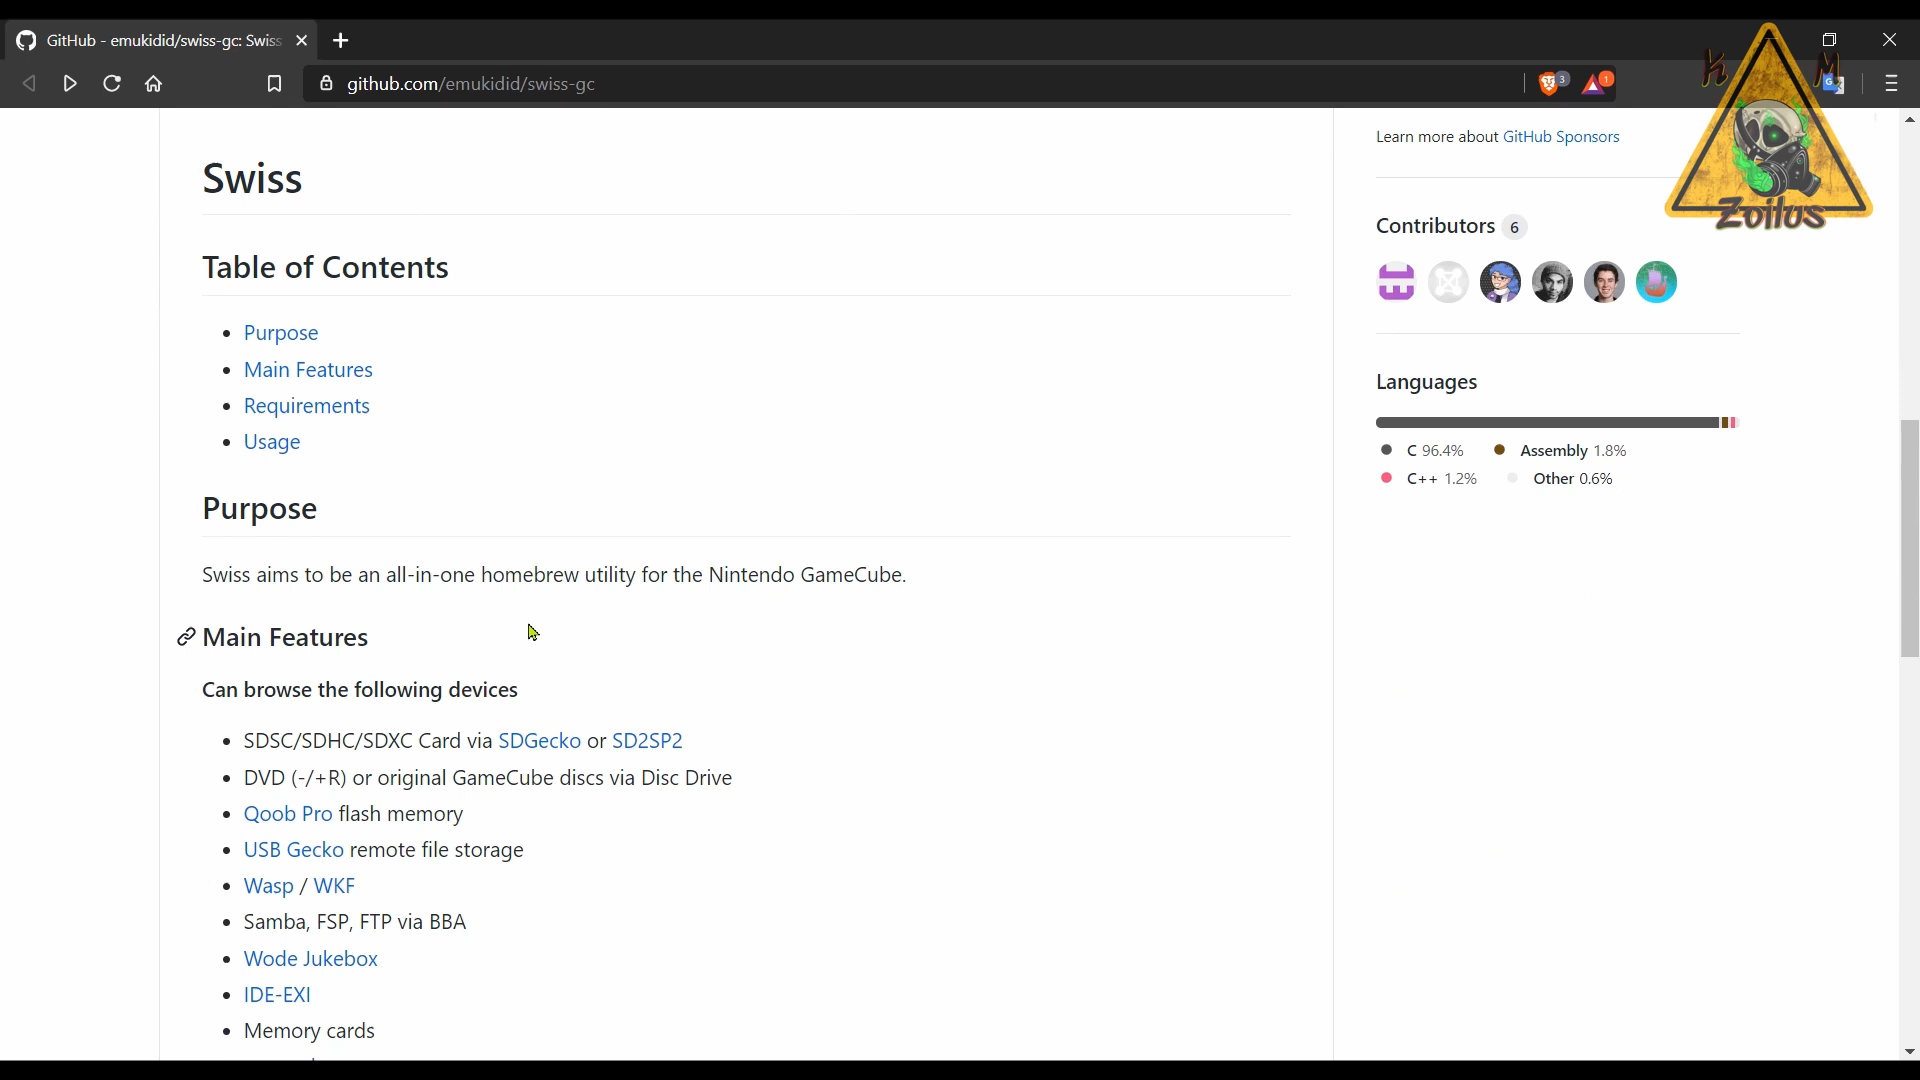 GitHub - emukidid/swiss-gc: Swiss
github.com/emukidid/swiss-gc
3
1
K M
Zoilus
Learn more about GitHub Sponsors
Swiss
Contributors 6
Table of Contents
Purpose
Main Features
Requirements
Usage
Languages
C 96.4% Assembly 1.8%
C++ 1.2% Other 0.6%
Purpose
Swiss aims to be an all-in-one homebrew utility for the Nintendo GameCube.
Main Features
Can browse the following devices
SDSC/SDHC/SDXC Card via SDGecko or SD2SP2
DVD (-/+R) or original GameCube discs via Disc Drive
Qoob Pro flash memory
USB Gecko remote file storage
Wasp / WKF
Samba, FSP, FTP via BBA
Wode Jukebox
IDE-EXI
Memory cards